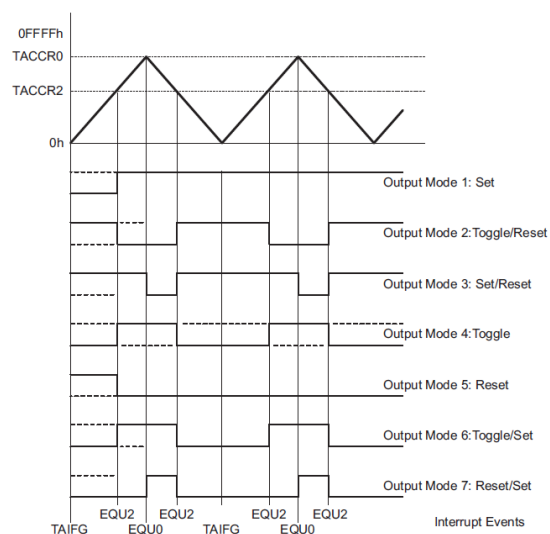 0FFFFh
TACCR0
TACCR2
0h
Output Mode 1: Set
Output Mode 2:Toggle/Reset
Output Mode 3: Set/Reset
Output Mode 4:Toggle
Output Mode 5: Reset
Output Mode 6:Toggle/Set
Output Mode 7: Reset/Set
EQU2 EQU2 EQU2 EQU2
TAIFG EQU0 TAIFG EQU0 Interrupt Events